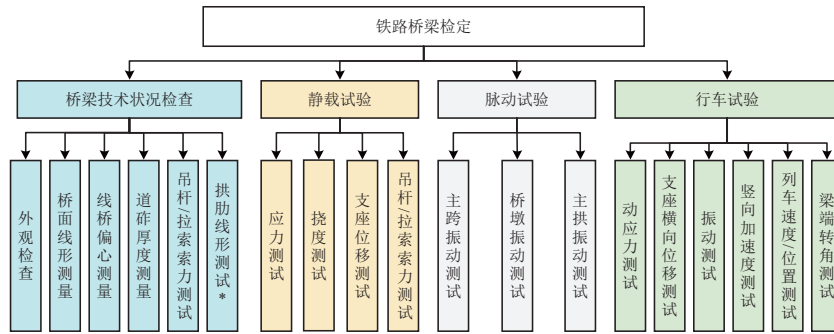 铁路桥梁检定
桥梁技术状况检查
静载试验
脉动试验
行车试验
外观检查
桥面线形测量
线桥偏心测量
道砟厚度测量
吊杆/拉索索力测试
拱肋线形测试*
应力测试
挠度测试
支座位移测试
吊杆/拉索索力测试
主跨振动测试
桥墩振动测试
主拱振动测试
动应力测试
支座横向位移测试
振动测试
竖向加速度测试
列车速度/位置测试
梁端转角测试